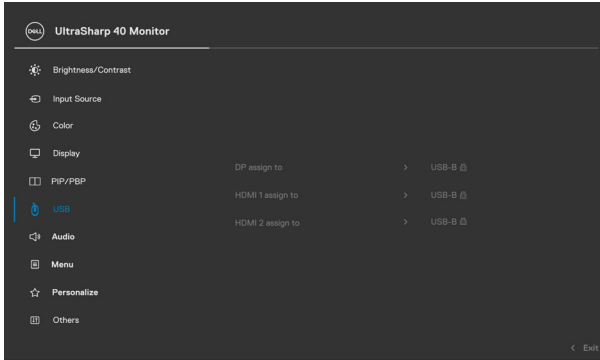 DELL UltraSharp 40 Monitor
Brightness/Contrast
Input Source
Color
Display
DP assign to > USB-B
PIP/PBP
HDMI 1 assign to > USB-B
USB
HDMI 2 assign to > USB-B
Audio
Menu
Personalize
Others
< Exit